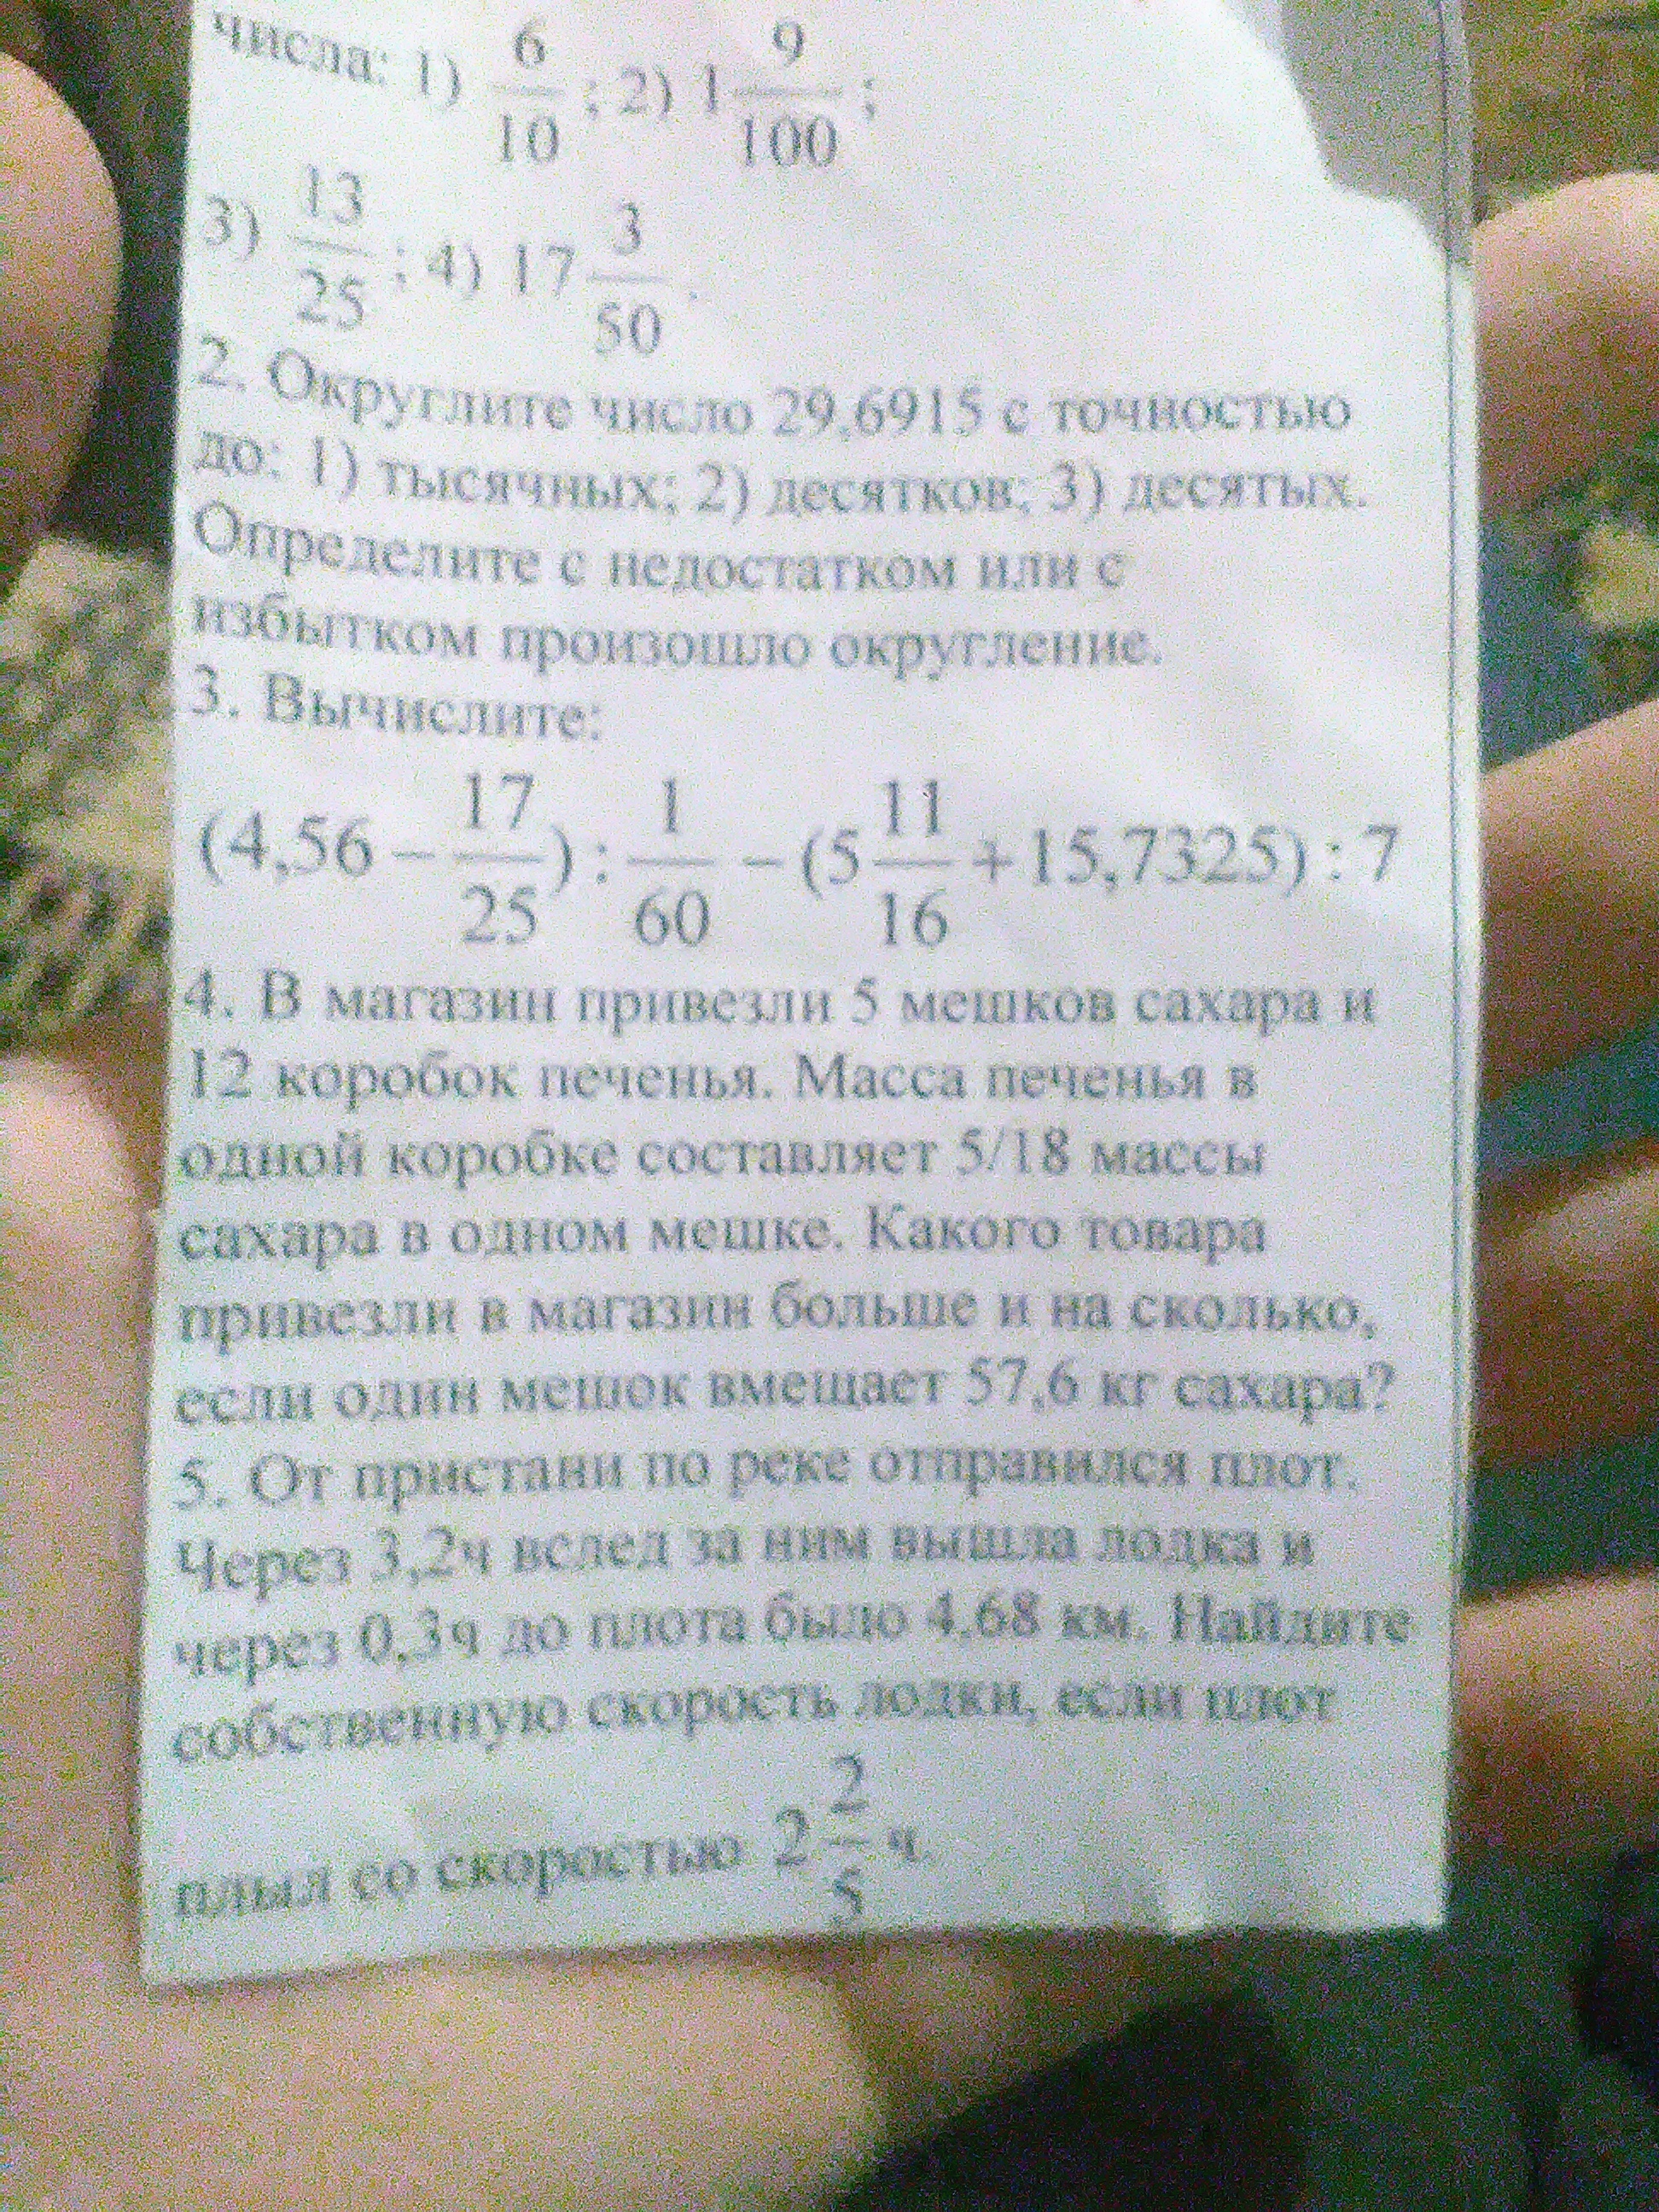 числа: 1) 6/10 ; 2) 1 9/100 ;
3) 13/25 ; 4) 17 3/50 .
2. Округлите число 29,6915 с точностью
до: 1) тысячных; 2) десятков; 3) десятых.
Определите с недостатком или с
избытком произошло округление.
3. Вычислите:
(4,56 − 17/25) : 1/60 − (5 11/16 + 15,7325) : 7
4. В магазин привезли 5 мешков сахара и
12 коробок печенья. Масса печенья в
одной коробке составляет 5/18 массы
сахара в одном мешке. Какого товара
привезли в магазин больше и на сколько,
если один мешок вмещает 57,6 кг сахара?
5. От пристани по реке отправился плот.
Через 3,2ч вслед за ним вышла лодка и
через 0,3ч до плота было 4,68 км. Найдите
собственную скорость лодки, если плот
плыл со скоростью 2 2/5 ч.